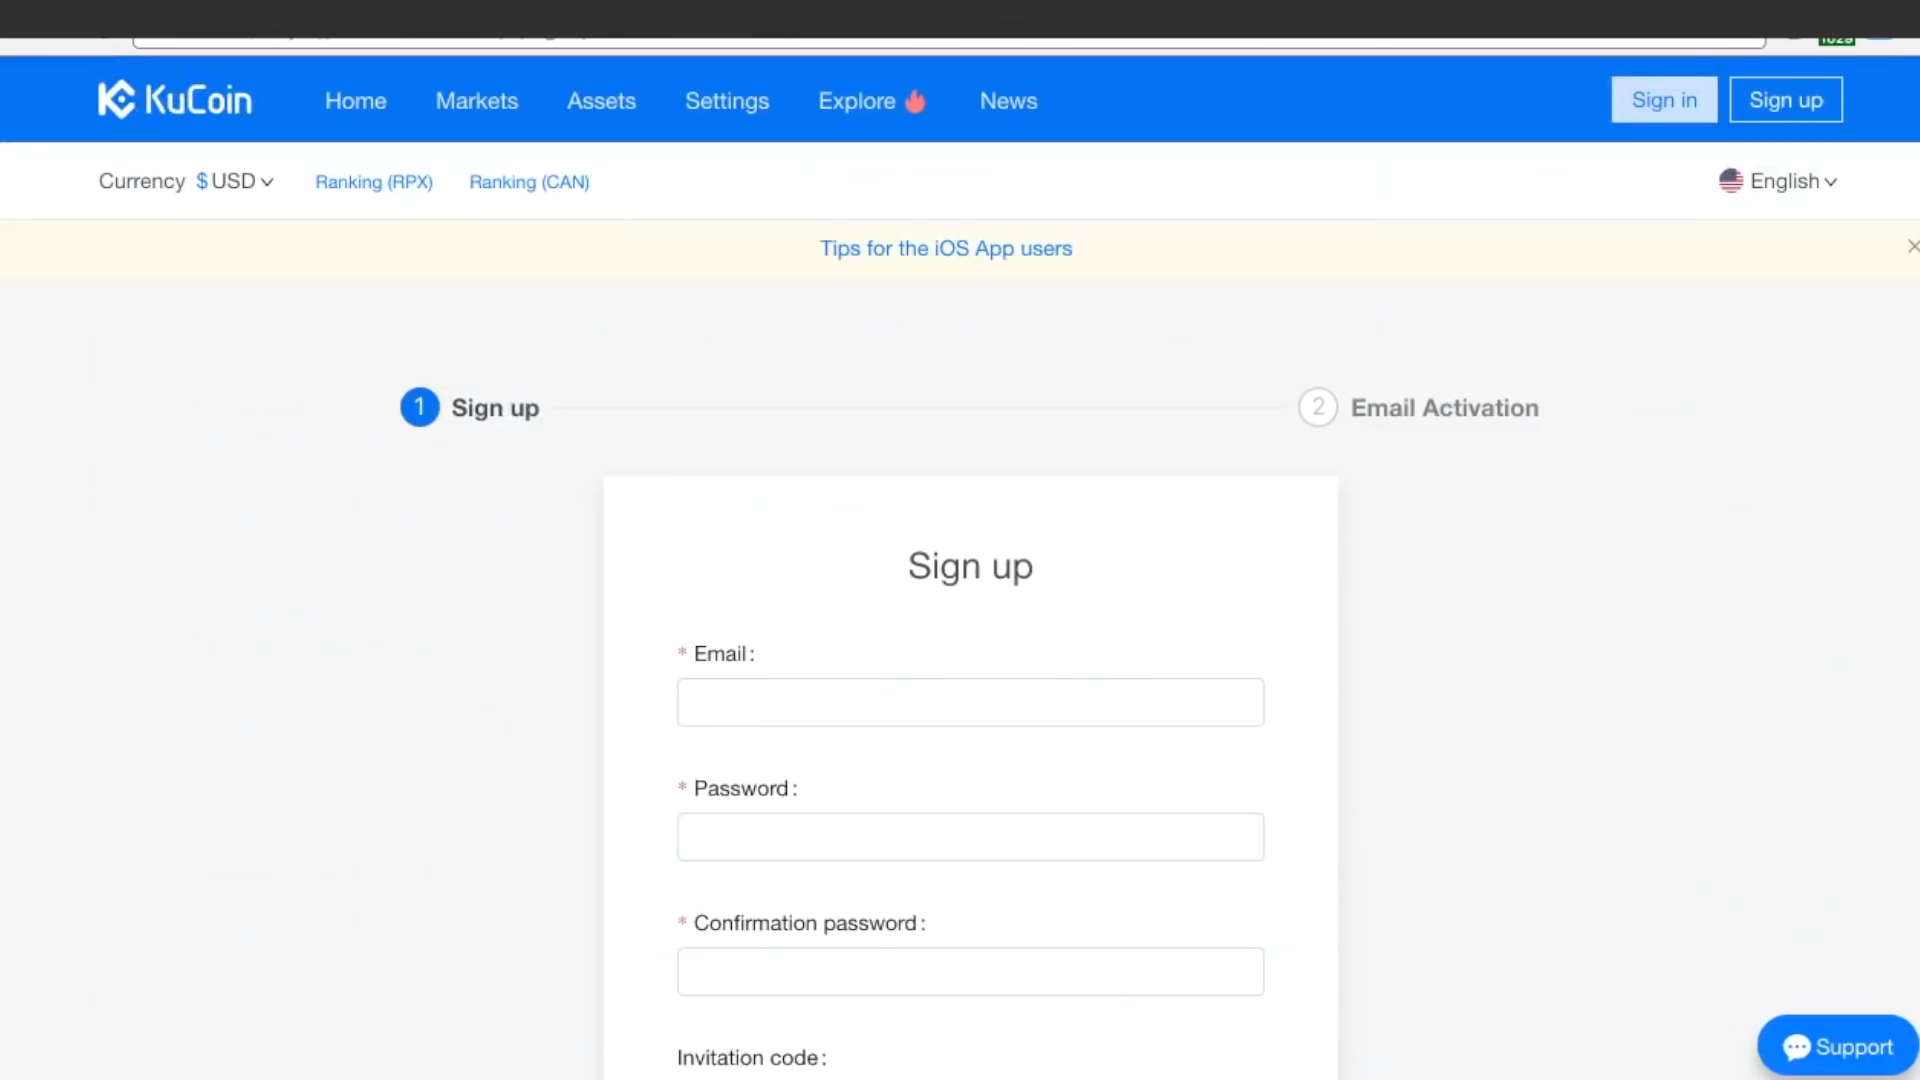 KuCoin Home Markets Assets Settings Explore News Sign in Sign up
Currency $ USD Ranking (RPX) Ranking (CAN) English
Tips for the iOS App users
1 Sign up 2 Email Activation
Sign up
* Email:
* Password:
* Confirmation password:
Invitation code:
Support